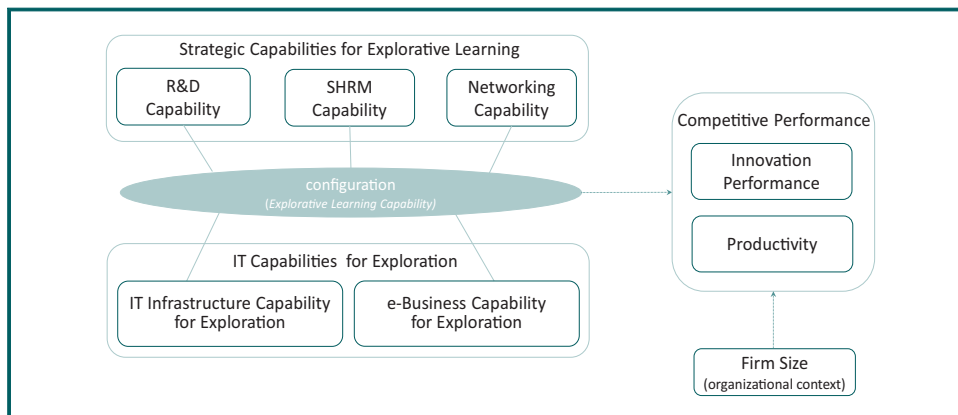 Strategic Capabilities for Explorative Learning
R&D
Capability
SHRM
Capability
Networking
Capability
configuration
(Explorative Learning Capability)
IT Capabilities for Exploration
IT Infrastructure Capability
for Exploration
e-Business Capability
for Exploration
Competitive Performance
Innovation
Performance
Productivity
Firm Size
(organizational context)